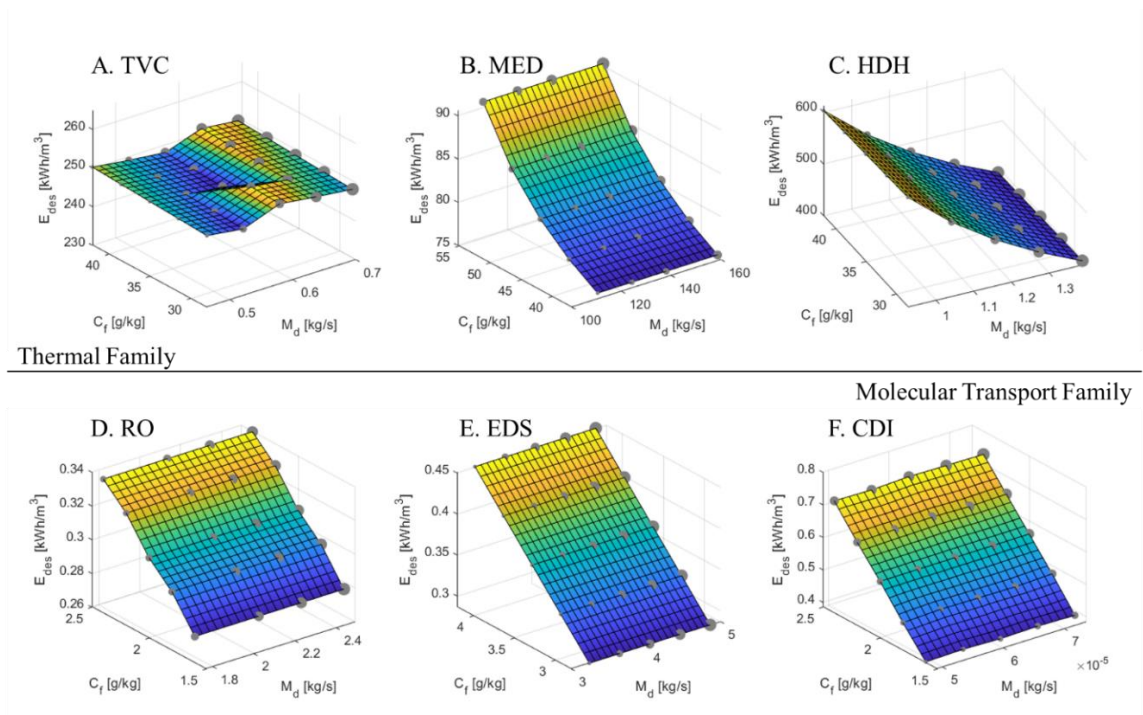 A. TVC
B. MED
C. HDH
E_des [kWh/m³]
260
250
240
230
40
35
30
C_f [g/kg]
0.5
0.6
0.7
M_d [kg/s]
E_des [kWh/m³]
90
85
80
75
55
50
45
40
C_f [g/kg]
100
120
140
160
M_d [kg/s]
E_des [kWh/m³]
600
500
400
40
35
30
C_f [g/kg]
1
1.1
1.2
1.3
M_d [kg/s]
Thermal Family
Molecular Transport Family
D. RO
E. EDS
F. CDI
E_des [kWh/m³]
0.34
0.32
0.3
0.28
0.26
2.5
2
1.5
C_f [g/kg]
1.8
2
2.2
2.4
M_d [kg/s]
E_des [kWh/m³]
0.45
0.4
0.35
0.3
4
3.5
3
C_f [g/kg]
3
4
5
M_d [kg/s]
E_des [kWh/m³]
0.8
0.7
0.6
0.5
0.4
2.5
2
1.5
C_f [g/kg]
5
6
7
×10⁻⁵
M_d [kg/s]